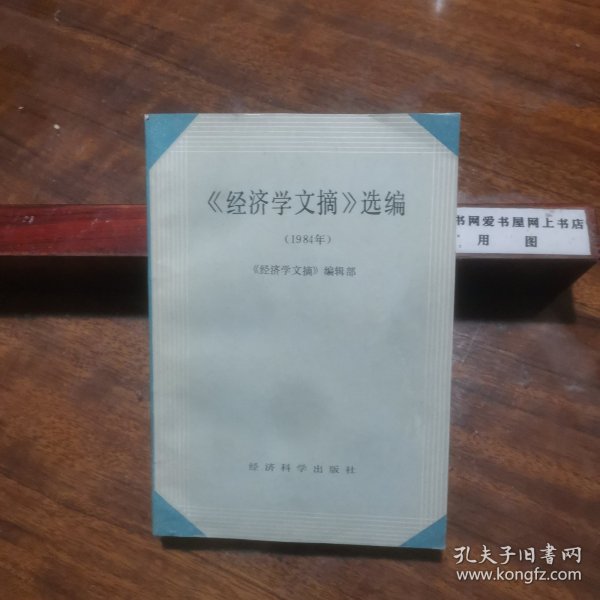 《经济学文摘》选编
（1984年）
《经济学文摘》编辑部
经济科学出版社
书网爱书屋网上书店
用 图
孔夫子旧書网
www.kongfz.com